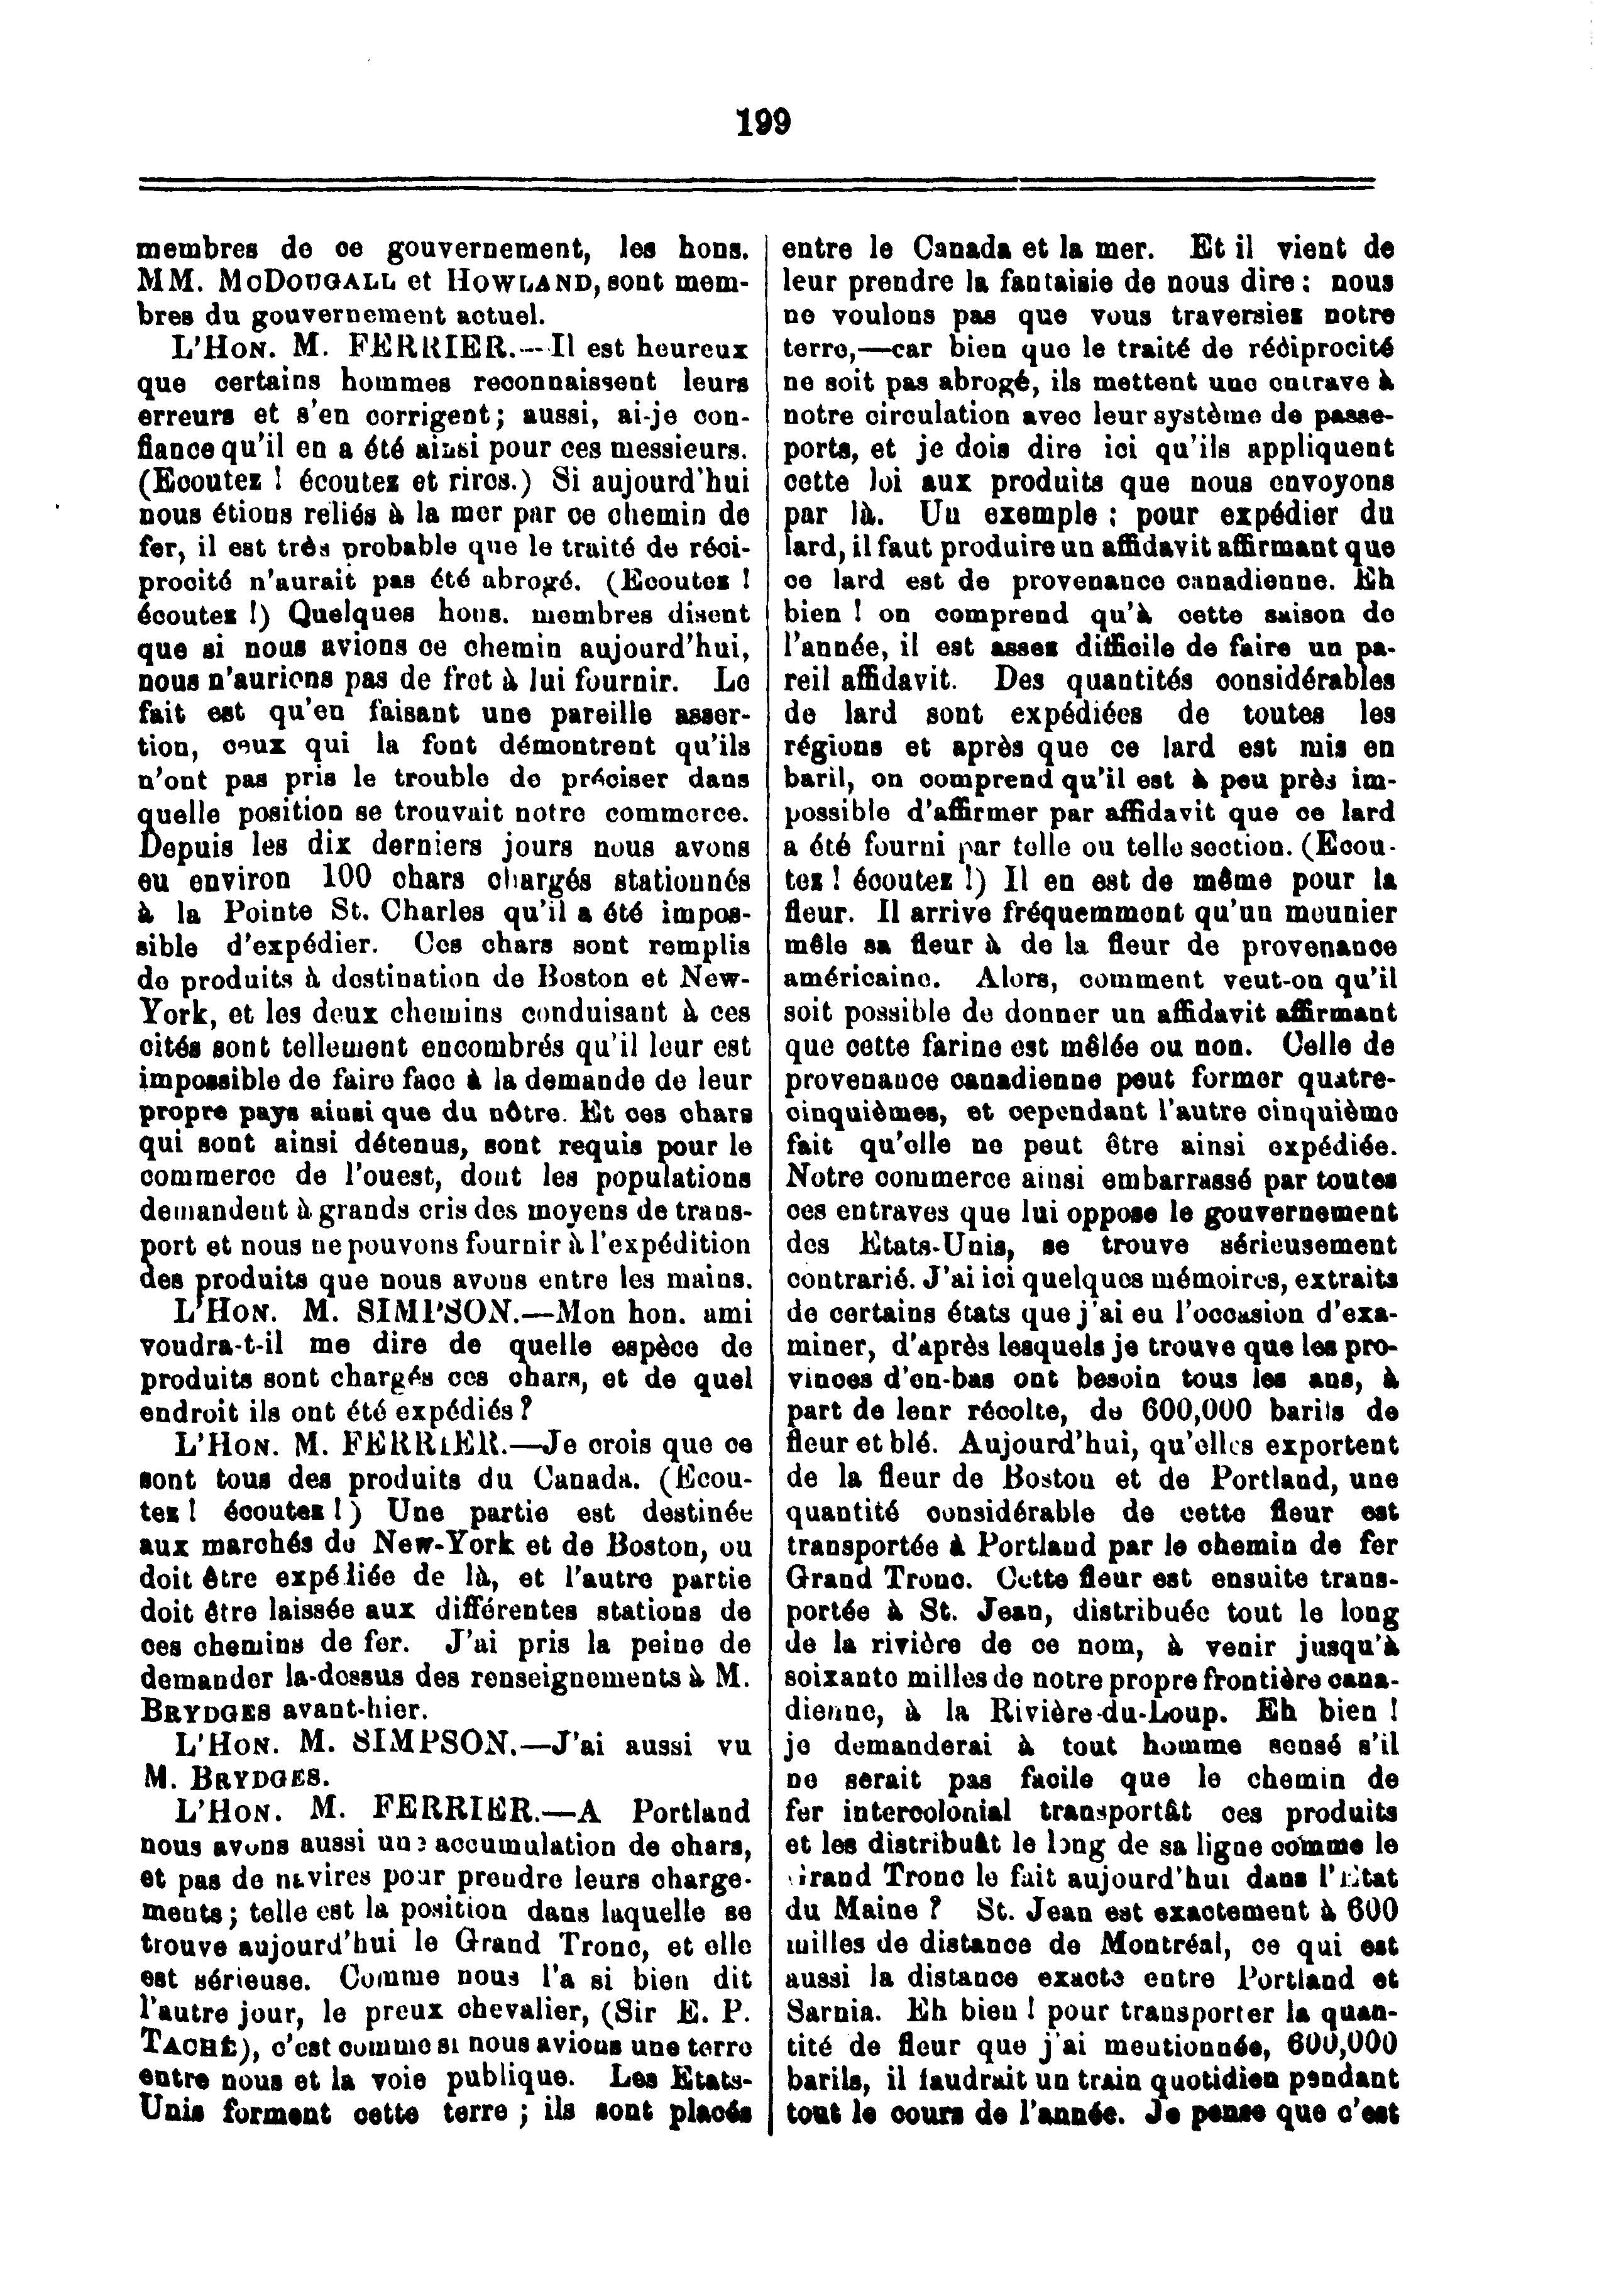 199
membres de ce gouvernement, les hons.
MM. McDOUGALL et HOWLAND, sont mem-
bres du gouvernement actuel.
L'HON. M. FERRIER.—Il est heureux
que certains hommes reconnaissent leurs
erreurs et s'en corrigent; aussi, ai-je con-
fiance qu'il en a été ainsi pour ces messieurs.
(Ecoutez ! écoutez et rires.) Si aujourd'hui
nous étions reliés à la mer par ce chemin de
fer, il est très probable que le traité de réci-
procité n'aurait pas été abrogé. (Ecoutez !
écoutez !) Quelques hons. membres disent
que si nous avions ce chemin aujourd'hui,
nous n'aurions pas de fret à lui fournir. Le
fait est qu'en faisant une pareille asser-
tion, ceux qui la font démontrent qu'ils
n'ont pas pris le trouble de préciser dans
quelle position se trouvait notre commerce.
Depuis les dix derniers jours nous avons
eu environ 100 chars chargés stationnés
à la Pointe St. Charles qu'il a été impos-
sible d'expédier. Ces chars sont remplis
de produits à destination de Boston et New-
York, et les deux chemins conduisant à ces
cités sont tellement encombrés qu'il leur est
impossible de faire face à la demande de leur
propre pays ainsi que du nôtre. Et ces chars
qui sont ainsi détenus, sont requis pour le
commerce de l'ouest, dont les populations
demandent à grands cris des moyens de trans-
port et nous ne pouvons fournir à l'expédition
des produits que nous avons entre les mains.
L'HON. M. SIMPSON.—Mon hon. ami
voudra-t-il me dire de quelle espèce de
produits sont chargés ces chars, et de quel
endroit ils ont été expédiés ?
L'HON. M. FERRIER.—Je crois que ce
sont tous des produits du Canada. (Ecou-
tez ! écoutez !) Une partie est destinée
aux marchés de New-York et de Boston, ou
doit être expédiée de là, et l'autre partie
doit être laissée aux différentes stations de
ces chemins de fer. J'ai pris la peine de
demander la-dessus des renseignements à M.
BRYDGES avant-hier.
L'HON. M. SIMPSON.—J'ai aussi vu
M. BRYDGES.
L'HON. M. FERRIER.—A Portland
nous avons aussi une accumulation de chars,
et pas de navires pour prendre leurs charge-
ments; telle est la position dans laquelle se
trouve aujourd'hui le Grand Tronc, et elle
est sérieuse. Comme nous l'a si bien dit
l'autre jour, le preux chevalier, (Sir E. P.
TACHÉ), c'est comme si nous avions une terre
entre nous et la voie publique. Les Etats-
Unis forment cette terre ; ils sont placés
entre le Canada et la mer. Et il vient de
leur prendre la fantaisie de nous dire : nous
ne voulons pas que vous traversiez notre
terre,—car bien que le traité de réciprocité
ne soit pas abrogé, ils mettent une entrave à
notre circulation avec leur système de passe-
ports, et je dois dire ici qu'ils appliquent
cette loi aux produits que nous envoyons
par là. Un exemple : pour expédier du
lard, il faut produire un affidavit affirmant que
ce lard est de provenance canadienne. Eh
bien ! on comprend qu'à cette saison de
l'année, il est assez difficile de faire un pa-
reil affidavit. Des quantités considérables
de lard sont expédiées de toutes les
régions et après que ce lard est mis en
baril, on comprend qu'il est à peu près im-
possible d'affirmer par affidavit que ce lard
a été fourni par telle ou telle section. (Ecou-
tez ! écoutez !) Il en est de même pour la
fleur. Il arrive fréquemment qu'un meunier
mêle sa fleur à de la fleur de provenance
américaine. Alors, comment veut-on qu'il
soit possible de donner un affidavit affirmant
que cette farine est mêlée ou non. Celle de
provenance canadienne peut former quatre-
cinquièmes, et cependant l'autre cinquième
fait qu'elle ne peut être ainsi expédiée.
Notre commerce ainsi embarrassé par toutes
ces entraves que lui oppose le gouvernement
des Etats-Unis, se trouve sérieusement
contrarié. J'ai ici quelques mémoires, extraits
de certains états que j'ai eu l'occasion d'exa-
miner, d'après lesquels je trouve que les pro-
vinces d'en-bas ont besoin tous les ans, à
part de leur récolte, de 600,000 barils de
fleur et blé. Aujourd'hui, qu'elles exportent
de la fleur de Boston et de Portland, une
quantité considérable de cette fleur est
transportée à Portland par le chemin de fer
Grand Tronc. Cette fleur est ensuite trans-
portée à St. Jean, distribuée tout le long
de la rivière de ce nom, à venir jusqu'à
soixante milles de notre propre frontière cana-
dienne, à la Rivière-du-Loup. Eh bien !
je demanderai à tout homme sensé s'il
ne serait pas facile que le chemin de
fer intercolonial transportât ces produits
et les distribuât le long de sa ligne comme le
Grand Tronc le fait aujourd'hui dans l'Etat
du Maine ? St. Jean est exactement à 600
milles de distance de Montréal, ce qui est
aussi la distance exacte entre Portland et
Sarnia. Eh bien ! pour transporter la quan-
tité de fleur que j'ai mentionnée, 600,000
barils, il faudrait un train quotidien pendant
tout le cours de l'année. Je pense que c'est